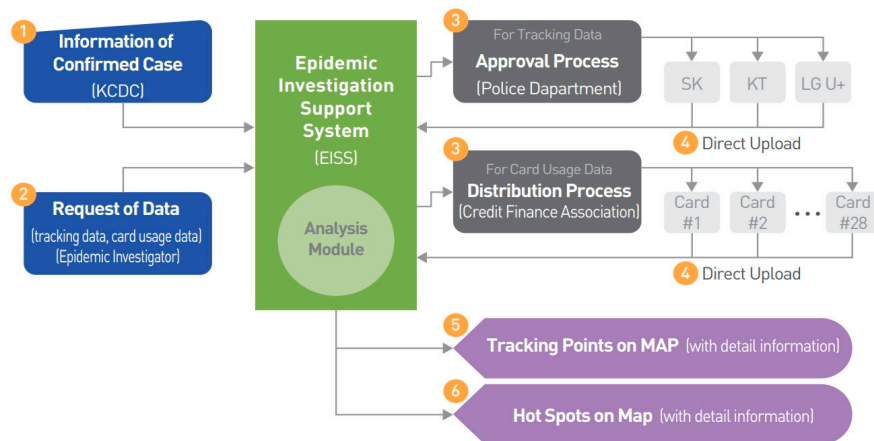 1
Information of
Confirmed Case
(KCDC)
2
Request of Data
(tracking data, card usage data)
(Epidemic Investigator)
Epidemic
Investigation
Support
System
(EISS)
Analysis
Module
3
For Tracking Data
Approval Process
(Police Dapartment)
SK
KT
LG U+
4 Direct Upload
3
For Card Usage Data
Distribution Process
(Credit Finance Association)
Card
#1
Card
#2
•••
Card
#28
4 Direct Upload
5
Tracking Points on MAP (with detail information)
6
Hot Spots on Map (with detail information)